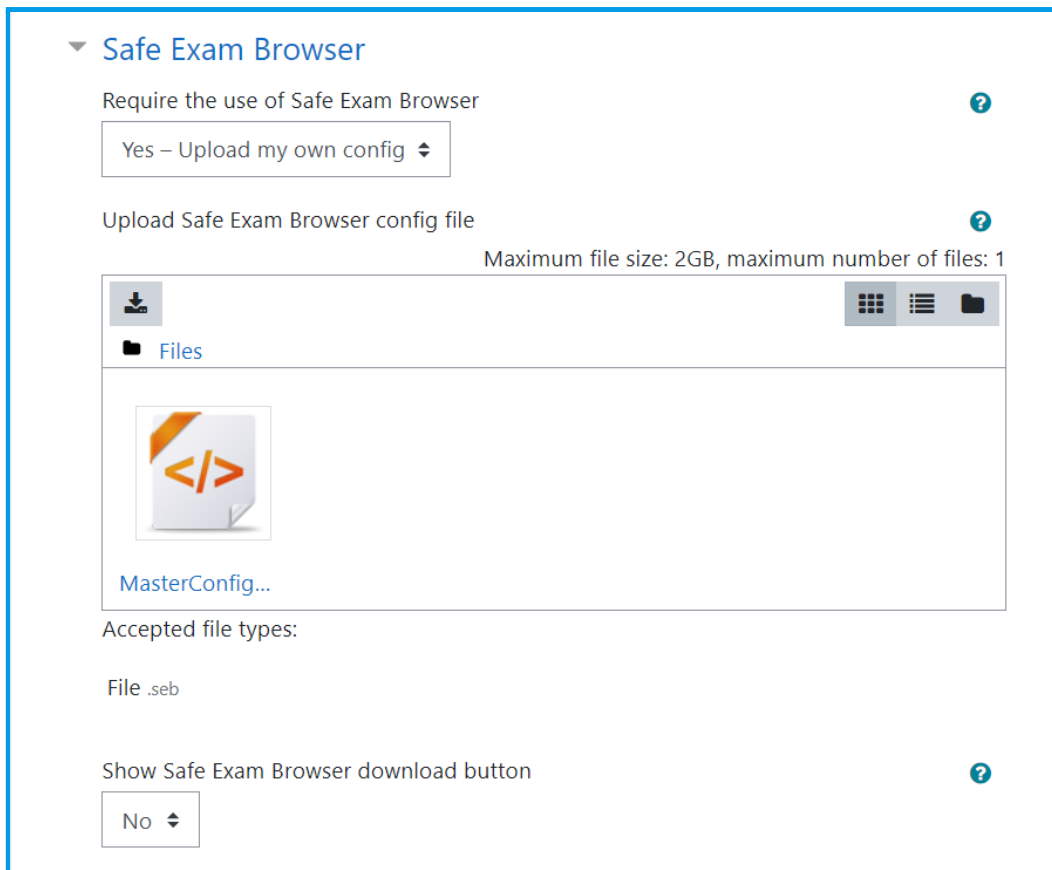 Safe Exam Browser
Require the use of Safe Exam Browser
Yes – Upload my own config
Upload Safe Exam Browser config file
Maximum file size: 2GB, maximum number of files: 1
Files
</>
MasterConfig...
Accepted file types:
File .seb
Show Safe Exam Browser download button
No